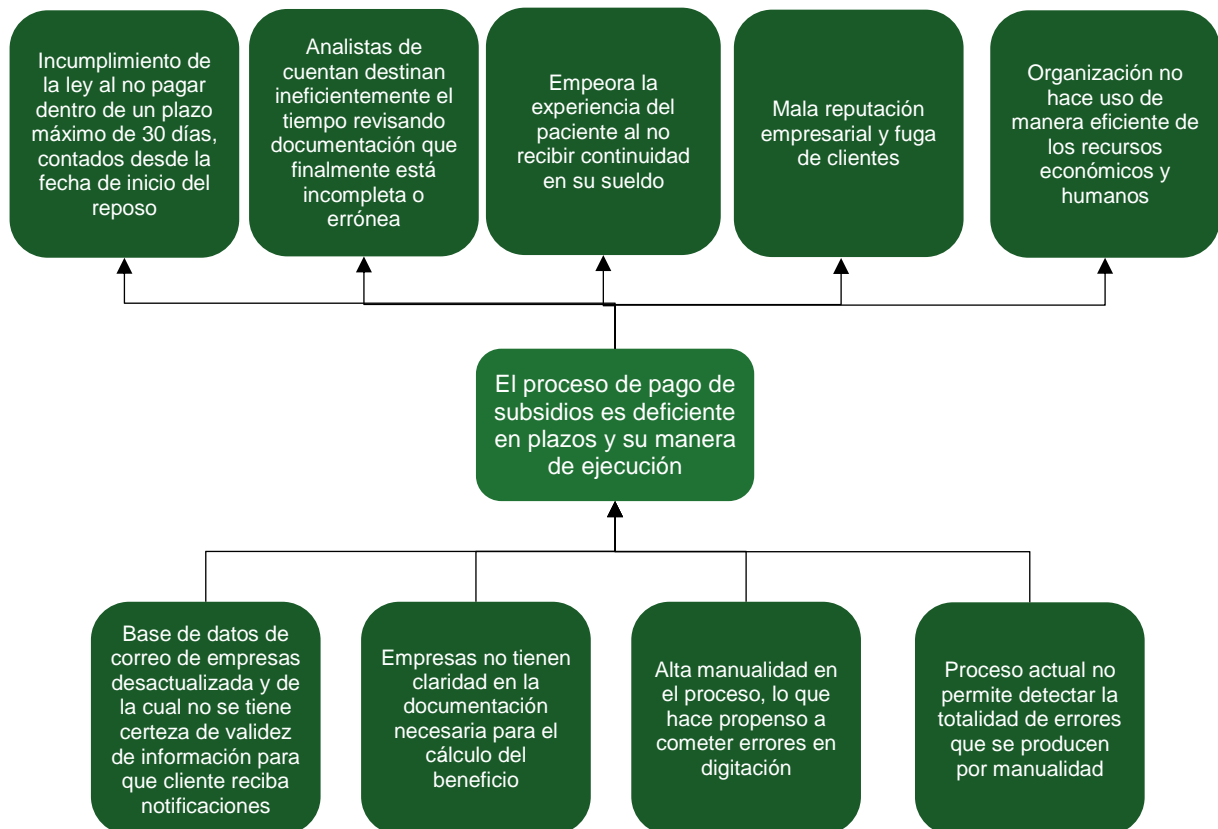 Incumplimiento de
la ley al no pagar
dentro de un plazo
máximo de 30 días,
contados desde la
fecha de inicio del
reposo
Analistas de
cuentan destinan
ineficientemente el
tiempo revisando
documentación que
finalmente está
incompleta o
errónea
Empeora la
experiencia del
paciente al no
recibir continuidad
en su sueldo
Mala reputación
empresarial y fuga
de clientes
Organización no
hace uso de
manera eficiente de
los recursos
económicos y
humanos
El proceso de pago de
subsidios es deficiente
en plazos y su manera
de ejecución
Base de datos de
correo de empresas
desactualizada y de
la cual no se tiene
certeza de validez
de información para
que cliente reciba
notificaciones
Empresas no tienen
claridad en la
documentación
necesaria para el
cálculo del
beneficio
Alta manualidad en
el proceso, lo que
hace propenso a
cometer errores en
digitación
Proceso actual no
permite detectar la
totalidad de errores
que se producen
por manualidad